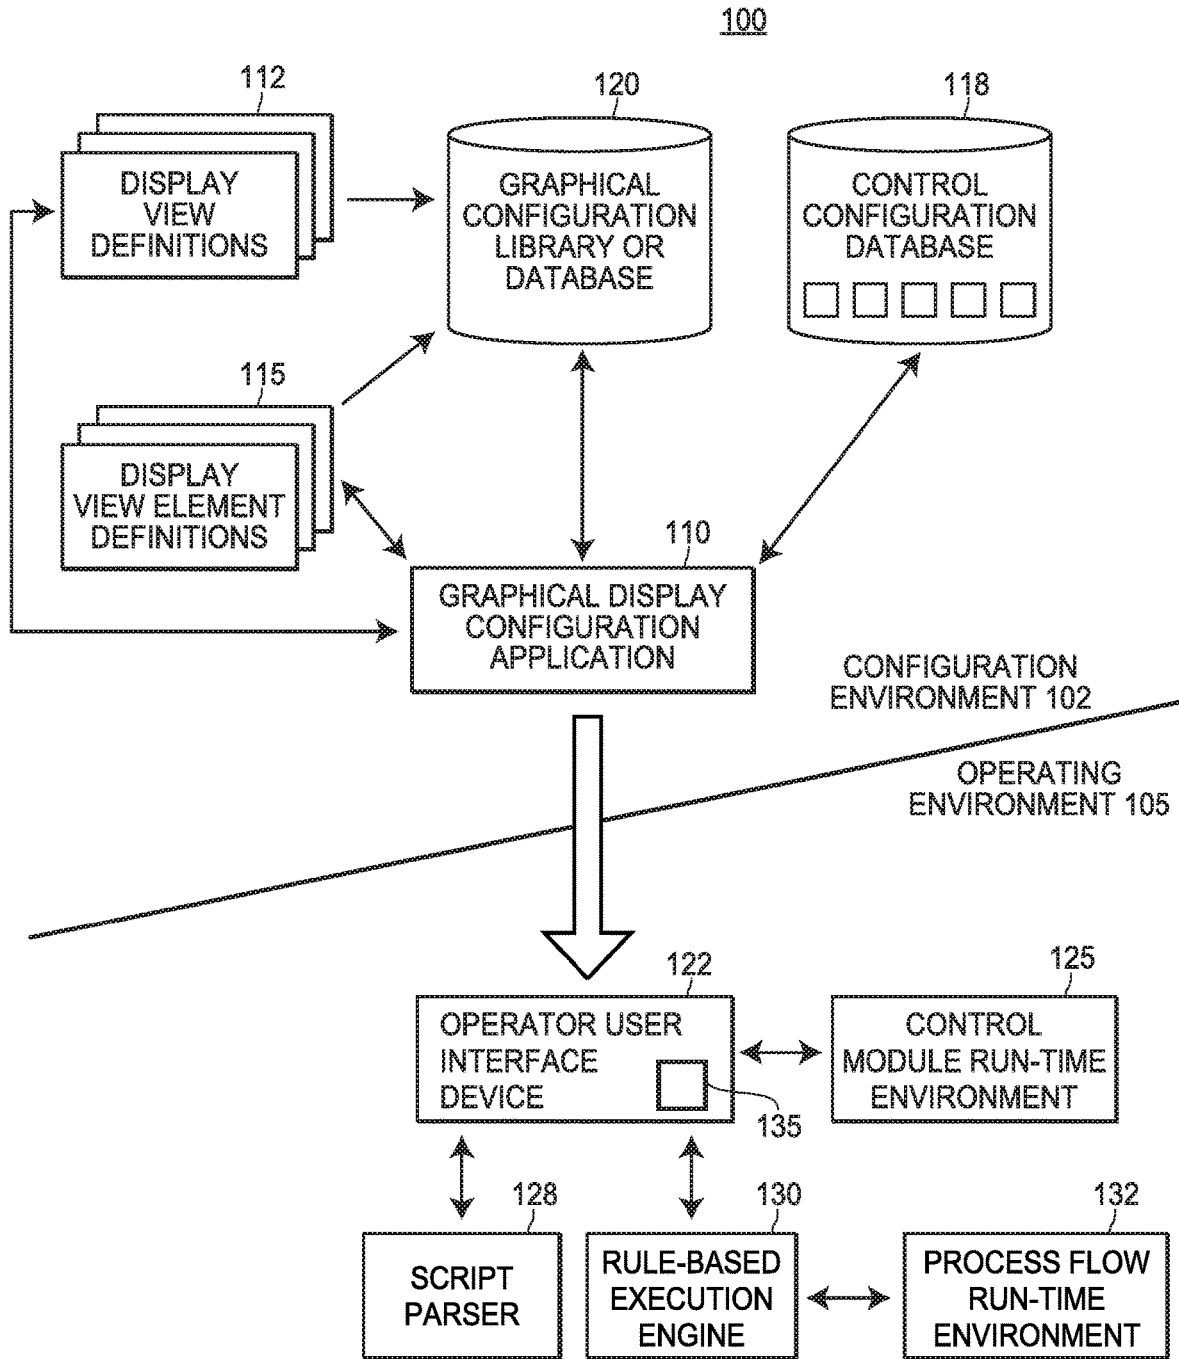 100
112
DISPLAY
VIEW
DEFINITIONS
120
GRAPHICAL
CONFIGURATION
LIBRARY OR
DATABASE
118
CONTROL
CONFIGURATION
DATABASE
115
DISPLAY
VIEW ELEMENT
DEFINITIONS
110
GRAPHICAL DISPLAY
CONFIGURATION
APPLICATION
CONFIGURATION
ENVIRONMENT 102
OPERATING
ENVIRONMENT 105
122
OPERATOR USER
INTERFACE
DEVICE
135
125
CONTROL
MODULE RUN-TIME
ENVIRONMENT
128
SCRIPT
PARSER
130
RULE-BASED
EXECUTION
ENGINE
132
PROCESS FLOW
RUN-TIME
ENVIRONMENT